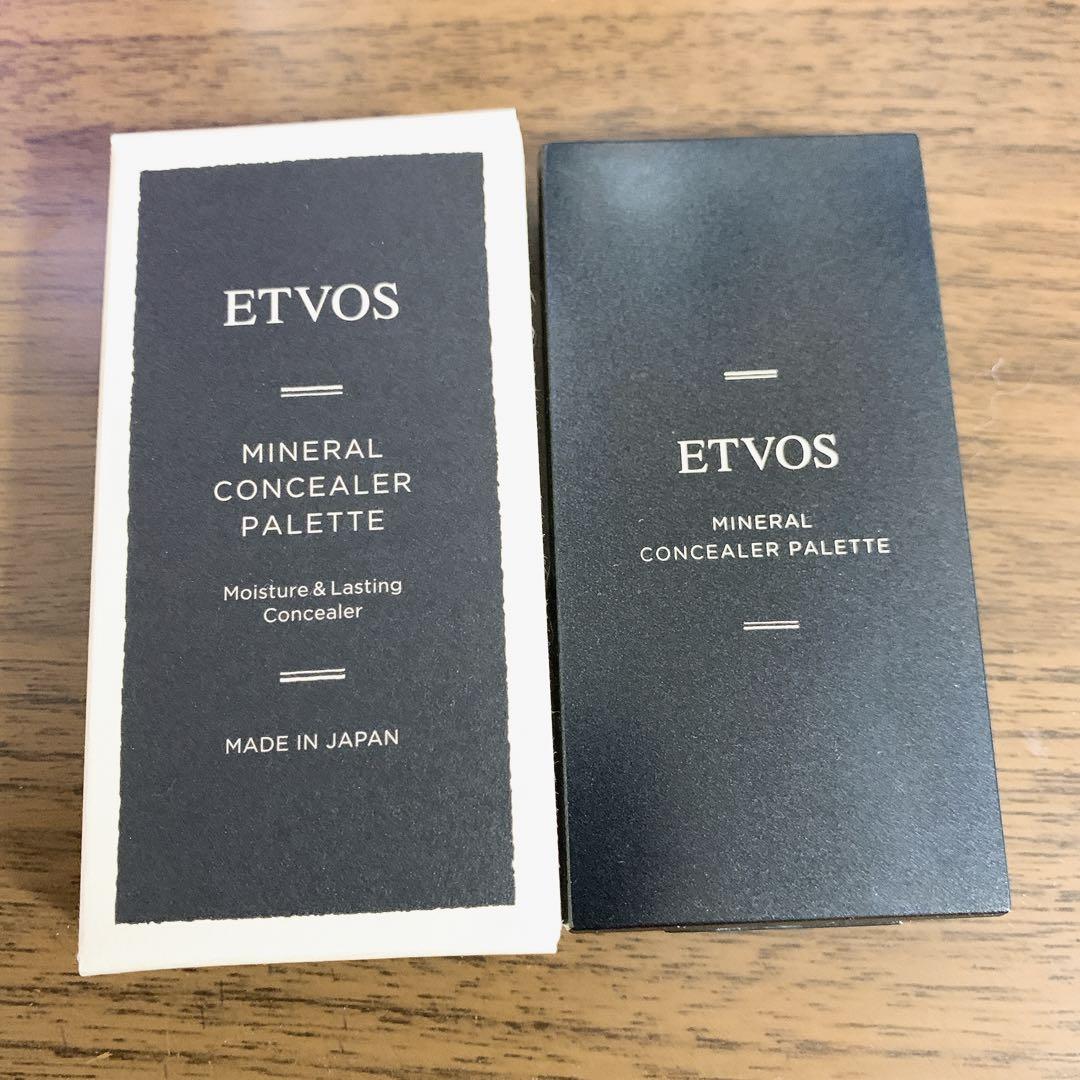 ETVOS
MINERAL
CONCEALER
PALETTE
Moisture & Lasting
Concealer
MADE IN JAPAN
ETVOS
MINERAL
CONCEALER PALETTE